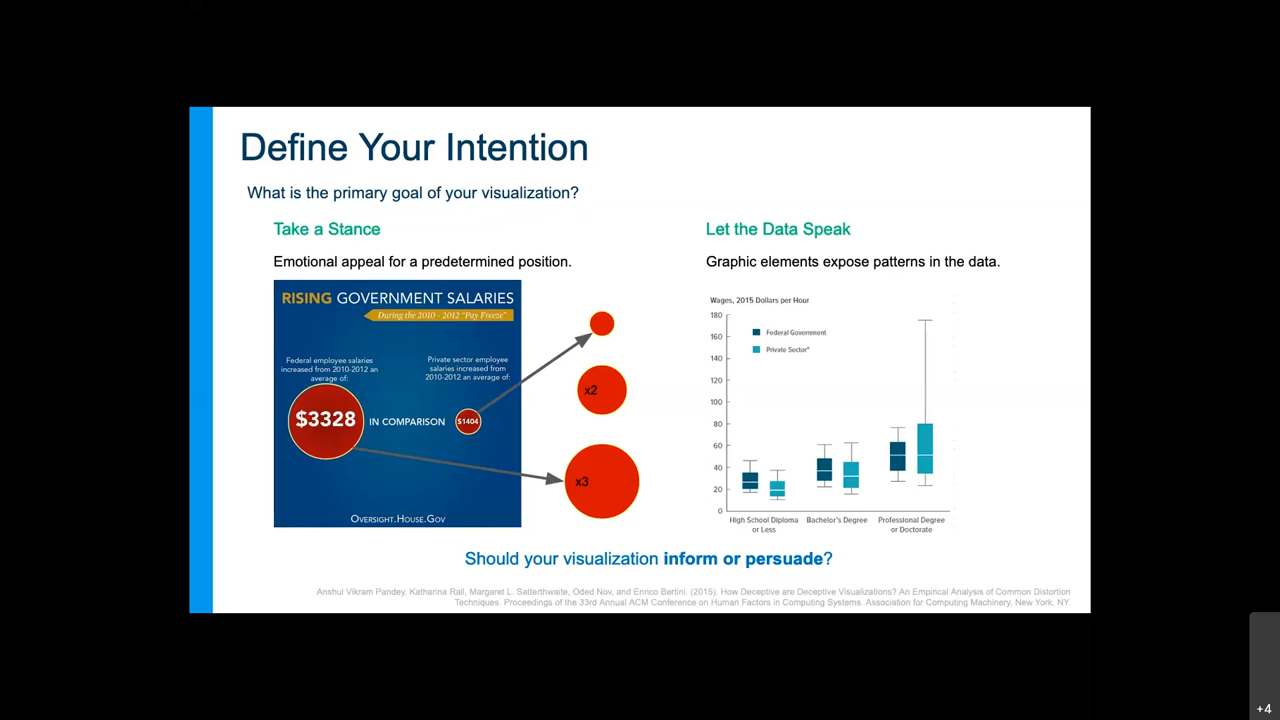 Define Your Intention
What is the primary goal of your visualization?
Take a Stance
Emotional appeal for a predetermined position.
RISING GOVERNMENT SALARIES
During the 2010 - 2012 "Pay Freeze"
Federal employee salaries
increased from 2010-2012 an
average of:
Private sector employee
salaries increased from
2010-2012 an average of:
$3328
IN COMPARISON
$1404
OVERSIGHT.HOUSE.GOV
x2
x3
Let the Data Speak
Graphic elements expose patterns in the data.
Wages, 2015 Dollars per Hour
180
160
140
120
100
80
60
40
20
0
Federal Government
Private Sectorª
High School Diploma
or Less
Bachelor's Degree
Professional Degree
or Doctorate
Should your visualization inform or persuade?
Anshul Vikram Pandey, Katharina Rall, Margaret L. Satterthwaite, Oded Nov, and Enrico Bertini. (2015). How Deceptive are Deceptive Visualizations? An Empirical Analysis of Common Distortion
Techniques. Proceedings of the 33rd Annual ACM Conference on Human Factors in Computing Systems. Association for Computing Machinery, New York, NY.
+4